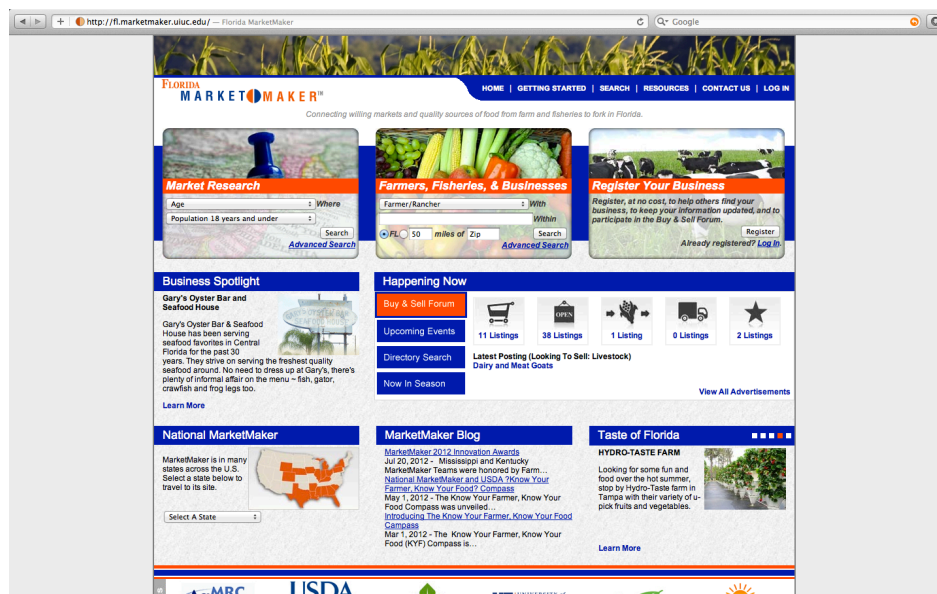 http://fl.marketmaker.uiuc.edu/ — Florida MarketMaker
Google
FLORIDA
MARKET MAKER™
HOME | GETTING STARTED | SEARCH | RESOURCES | CONTACT US | LOG IN
Connecting willing markets and quality sources of food from farm and fisheries to fork in Florida.
Market Research
Age Where
Population 18 years and under
Search
Advanced Search
Farmers, Fisheries, & Businesses
Farmer/Rancher With
Within
FL 50 miles of Zip Search
Advanced Search
Register Your Business
Register, at no cost, to help others find your
business, to keep your information updated, and to
participate in the Buy & Sell Forum.
Register
Already registered? Log In.
Business Spotlight
Gary's Oyster Bar and
Seafood House
Gary's Oyster Bar & Seafood
House has been serving
seafood favorites in Central
Florida for the past 30
years. They strive on serving the freshest quality
seafood around. No need to dress up at Gary's, there's
plenty of informal affair on the menu ~ fish, gator,
crawfish and frog legs too.
Learn More
Happening Now
Buy & Sell Forum
Upcoming Events
Directory Search
Now In Season
OPEN
11 Listings
38 Listings
1 Listing
0 Listings
2 Listings
Latest Posting (Looking To Sell: Livestock)
Dairy and Meat Goats
View All Advertisements
National MarketMaker
MarketMaker is in many
states across the U.S.
Select a state below to
travel to its site.
Select A State
MarketMaker Blog
MarketMaker 2012 Innovation Awards
Jul 20, 2012 - Mississippi and Kentucky
MarketMaker Teams were honored by Farm...
National MarketMaker and USDA ?Know Your
Farmer, Know Your Food? Compass
May 1, 2012 - The Know Your Farmer, Know Your
Food Compass was unveiled...
Introducing The Know Your Farmer, Know Your Food
Campass
Mar 1, 2012 - The Know Your Farmer, Know Your
Food (KYF) Compass is...
Taste of Florida
HYDRO-TASTE FARM
Looking for some fun and
food over the hot summer,
stop by Hydro-Taste farm in
Tampa with their variety of u-
pick fruits and vegetables.
Learn More
MRC
USDA